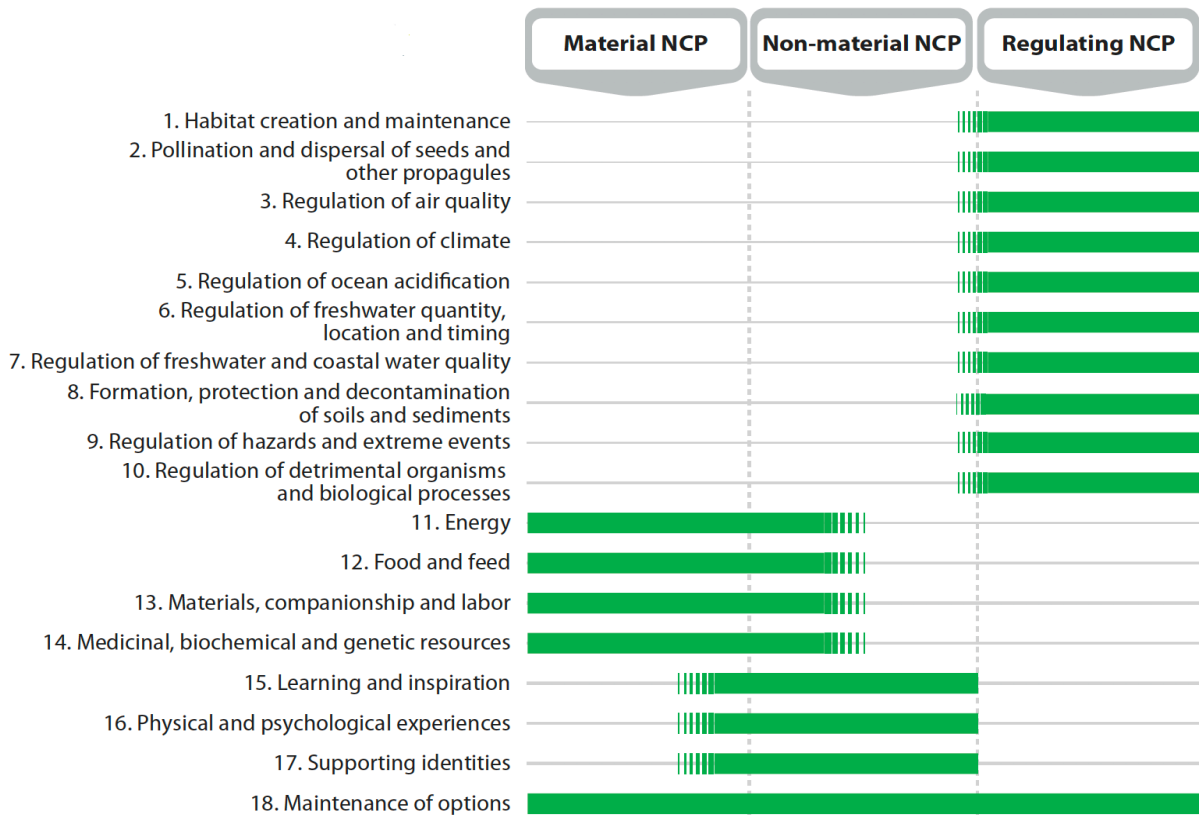 Material NCP
Non-material NCP
Regulating NCP
1. Habitat creation and maintenance
2. Pollination and dispersal of seeds and
other propagules
3. Regulation of air quality
4. Regulation of climate
5. Regulation of ocean acidification
6. Regulation of freshwater quantity,
location and timing
7. Regulation of freshwater and coastal water quality
8. Formation, protection and decontamination
of soils and sediments
9. Regulation of hazards and extreme events
10. Regulation of detrimental organisms
and biological processes
11. Energy
12. Food and feed
13. Materials, companionship and labor
14. Medicinal, biochemical and genetic resources
15. Learning and inspiration
16. Physical and psychological experiences
17. Supporting identities
18. Maintenance of options